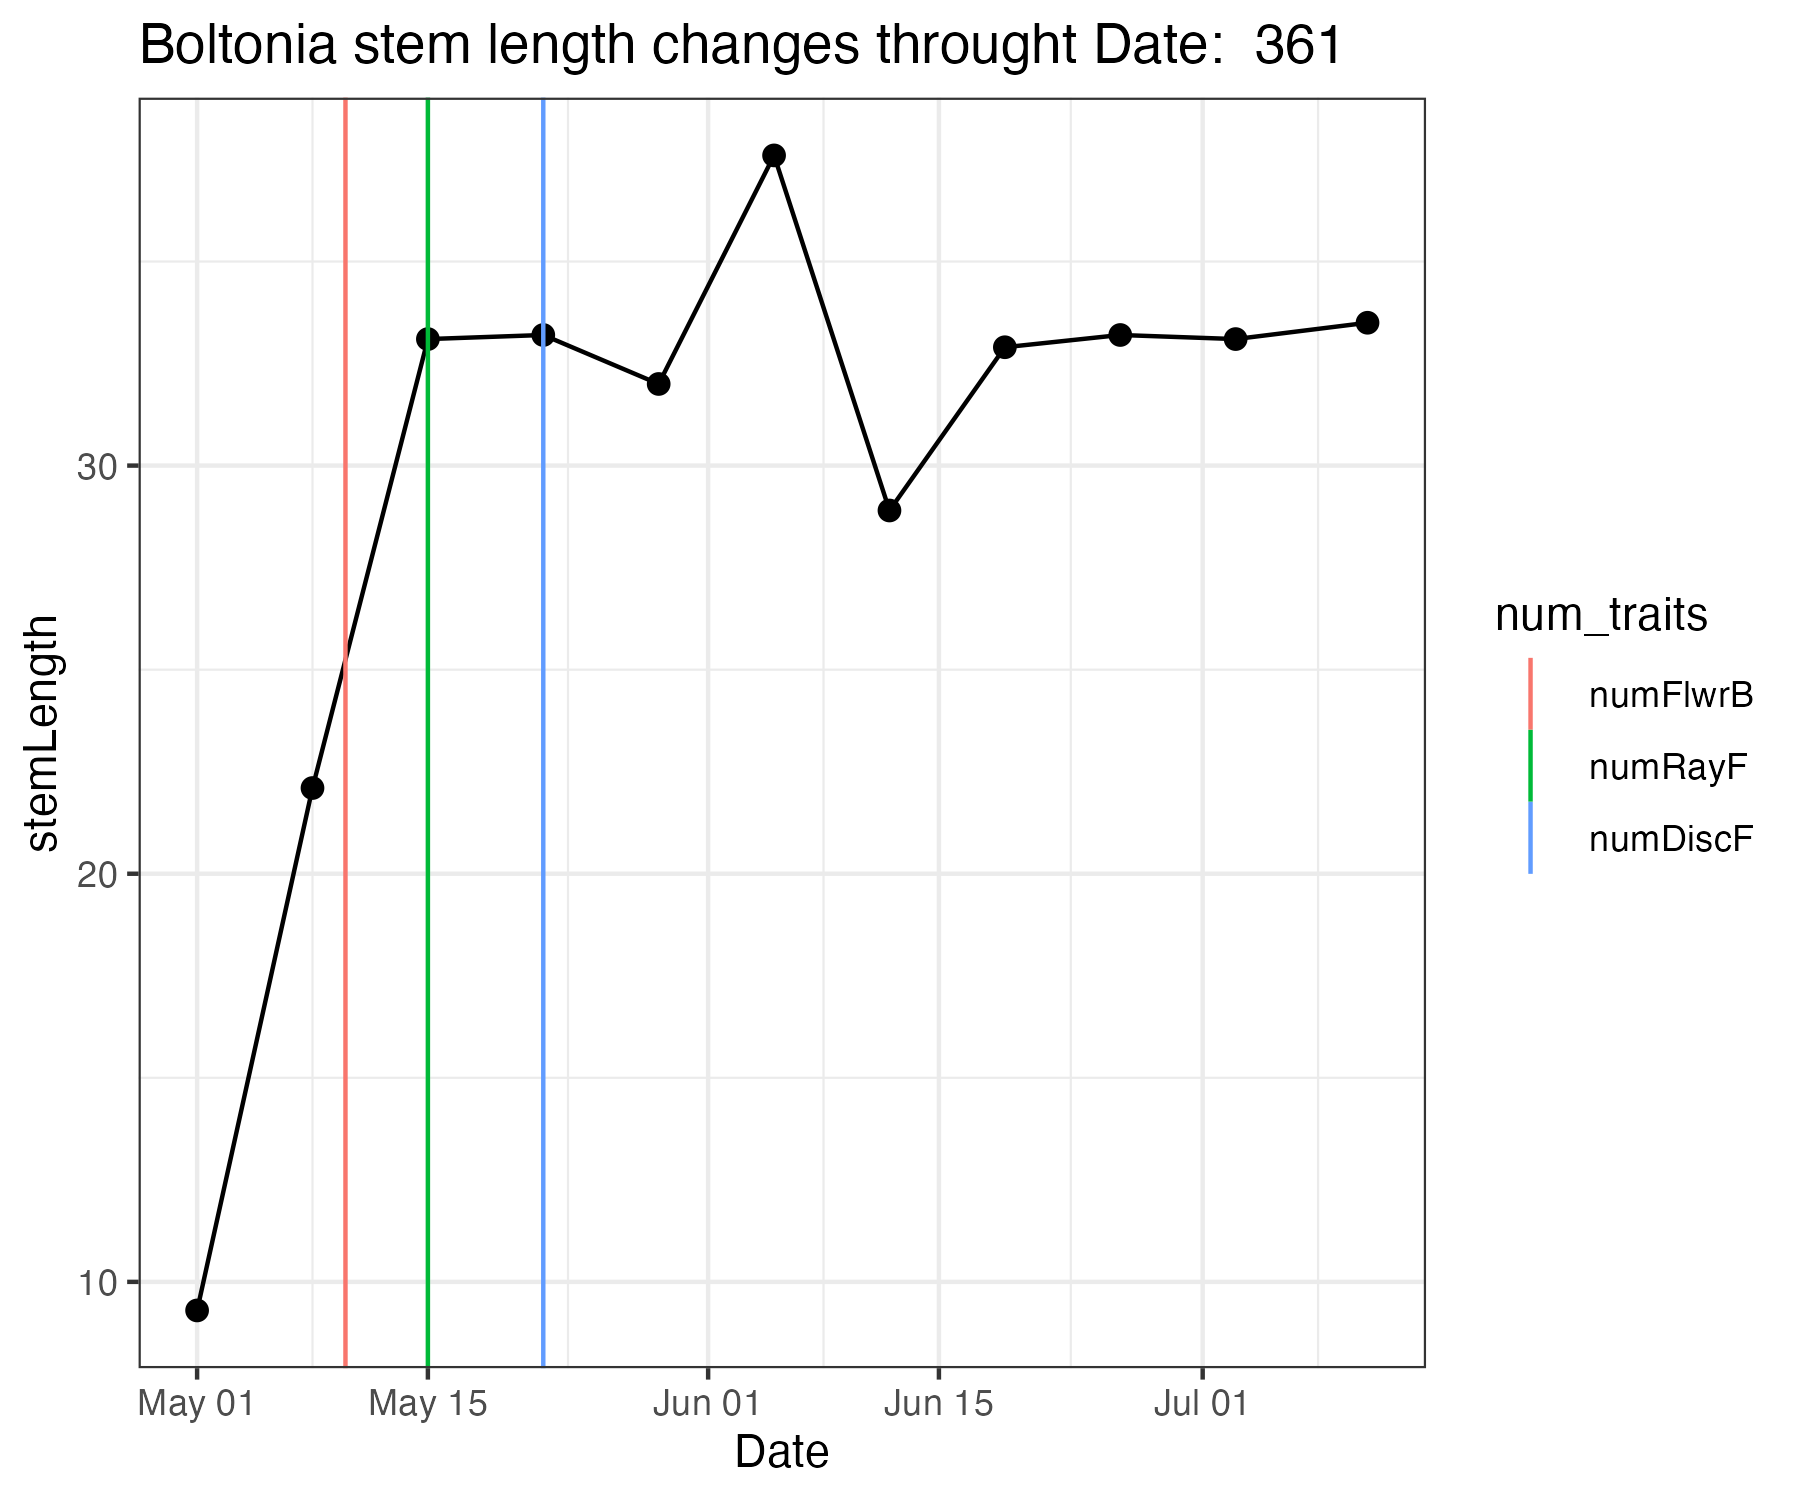 Boltonia stem length changes throught Date:  361
stemLength
30
20
10
May 01
May 15
Jun 01
Jun 15
Jul 01
Date
num_traits
numFlwrB
numRayF
numDiscF